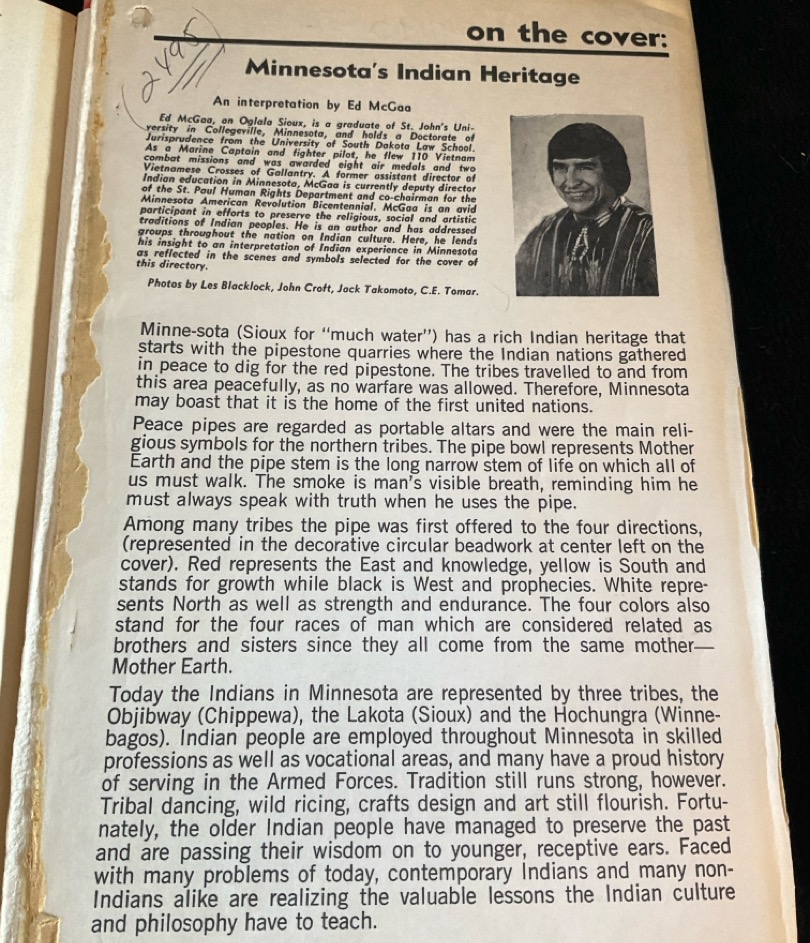 on the cover:
2495
Minnesota's Indian Heritage
An interpretation by Ed McGaa
Ed McGaa, an Oglala Sioux, is a graduate of St. John's Uni-
versity in Collegeville, Minnesota, and holds a Doctorate of
Jurisprudence from the University of South Dakota Law School.
As a Marine Captain and fighter pilot, he flew 110 Vietnam
combat missions and was awarded eight air medals and two
Vietnamese Crosses of Gallantry. A former assistant director of
Indian education in Minnesota, McGaa is currently deputy director
of the St. Paul Human Rights Department and co-chairman for the
Minnesota American Revolution Bicentennial. McGaa is an avid
participant in efforts to preserve the religious, social and artistic
traditions of Indian peoples. He is an author and has addressed
groups throughout the nation on Indian culture. Here, he lends
his insight to an interpretation of Indian experience in Minnesota
as reflected in the scenes and symbols selected for the cover of
this directory.
Photos by Les Blacklock, John Croft, Jack Takomoto, C.E. Tomar.
Minne-sota (Sioux for "much water") has a rich Indian heritage that
starts with the pipestone quarries where the Indian nations gathered
in peace to dig for the red pipestone. The tribes travelled to and from
this area peacefully, as no warfare was allowed. Therefore, Minnesota
may boast that it is the home of the first united nations.
Peace pipes are regarded as portable altars and were the main reli-
gious symbols for the northern tribes. The pipe bowl represents Mother
Earth and the pipe stem is the long narrow stem of life on which all of
us must walk. The smoke is man's visible breath, reminding him he
must always speak with truth when he uses the pipe.
Among many tribes the pipe was first offered to the four directions,
(represented in the decorative circular beadwork at center left on the
cover). Red represents the East and knowledge, yellow is South and
stands for growth while black is West and prophecies. White repre-
sents North as well as strength and endurance. The four colors also
stand for the four races of man which are considered related as
brothers and sisters since they all come from the same mother—
Mother Earth.
Today the Indians in Minnesota are represented by three tribes, the
Objibway (Chippewa), the Lakota (Sioux) and the Hochungra (Winne-
bagos). Indian people are employed throughout Minnesota in skilled
professions as well as vocational areas, and many have a proud history
of serving in the Armed Forces. Tradition still runs strong, however.
Tribal dancing, wild ricing, crafts design and art still flourish. Fortu-
nately, the older Indian people have managed to preserve the past
and are passing their wisdom on to younger, receptive ears. Faced
with many problems of today, contemporary Indians and many non-
Indians alike are realizing the valuable lessons the Indian culture
and philosophy have to teach.